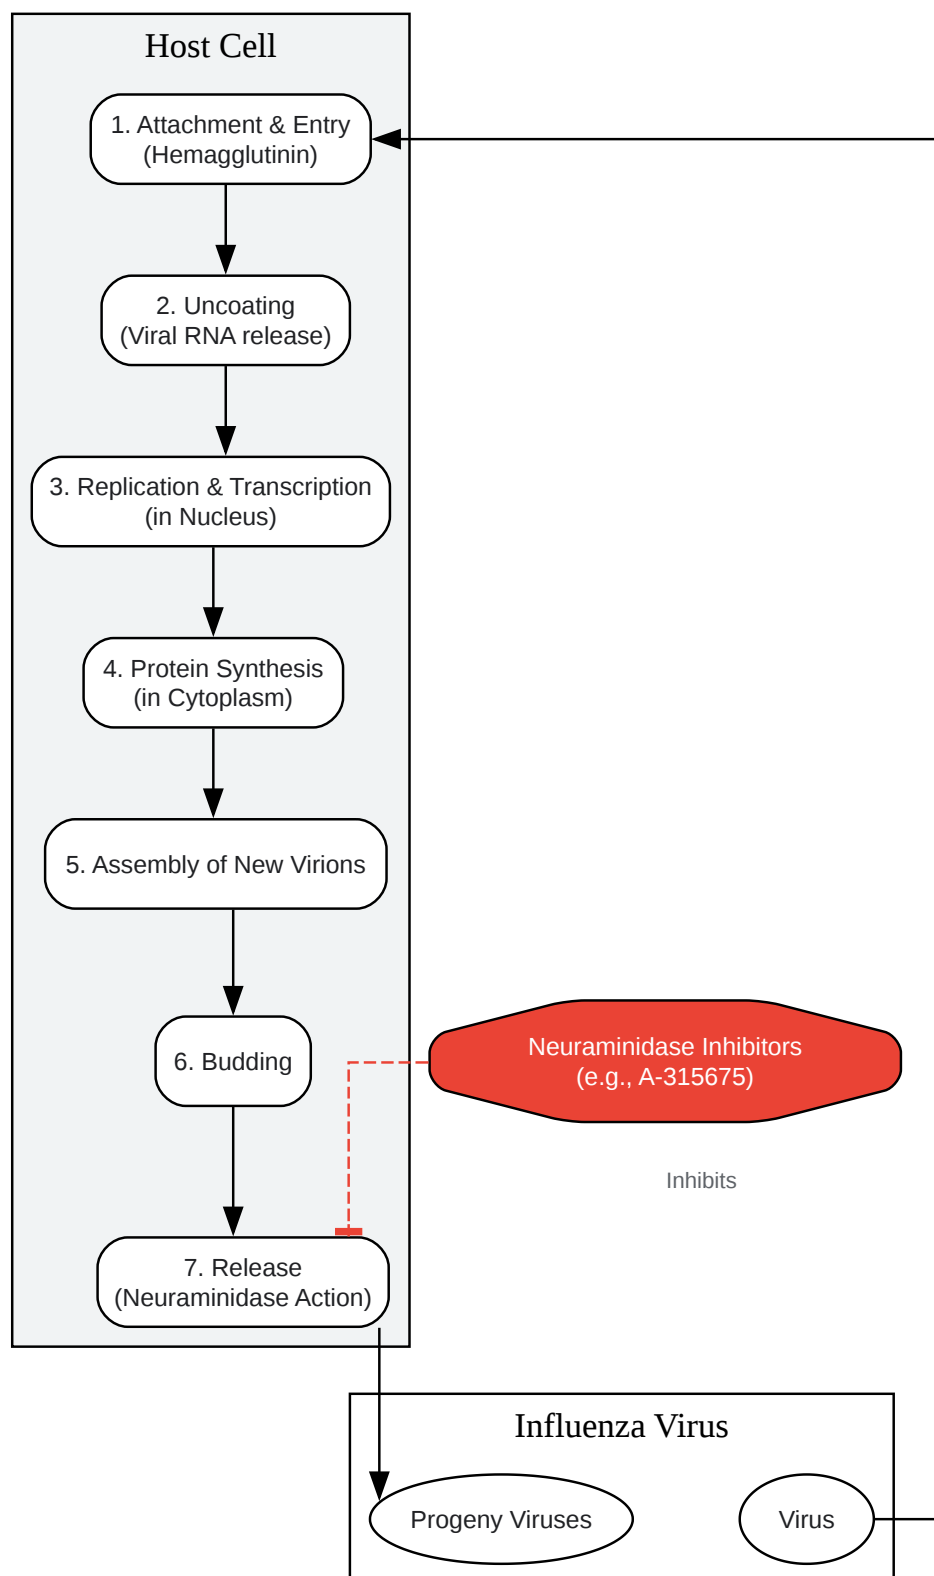 Host Cell
1. Attachment & Entry
(Hemagglutinin)
2. Uncoating
(Viral RNA release)
3. Replication & Transcription
(in Nucleus)
4. Protein Synthesis
(in Cytoplasm)
5. Assembly of New Virions
6. Budding
Neuraminidase Inhibitors
(e.g., A-315675)
Inhibits
7. Release
(Neuraminidase Action)
Influenza Virus
Progeny Viruses
Virus